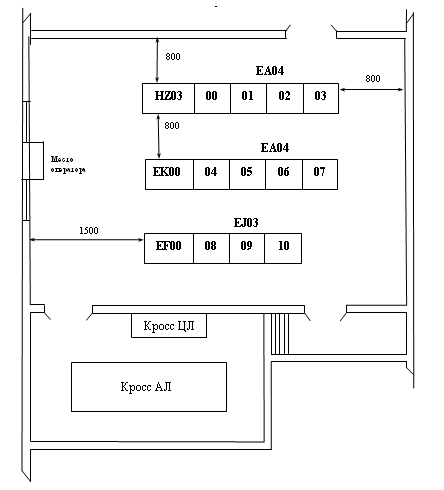 800
EA04
800
HZ03 00 01 02 03
800
EA04
Место
оператора
EK00 04 05 06 07
EJ03
1500
EF00 08 09 10
Кросс ЦЛ
Кросс АЛ